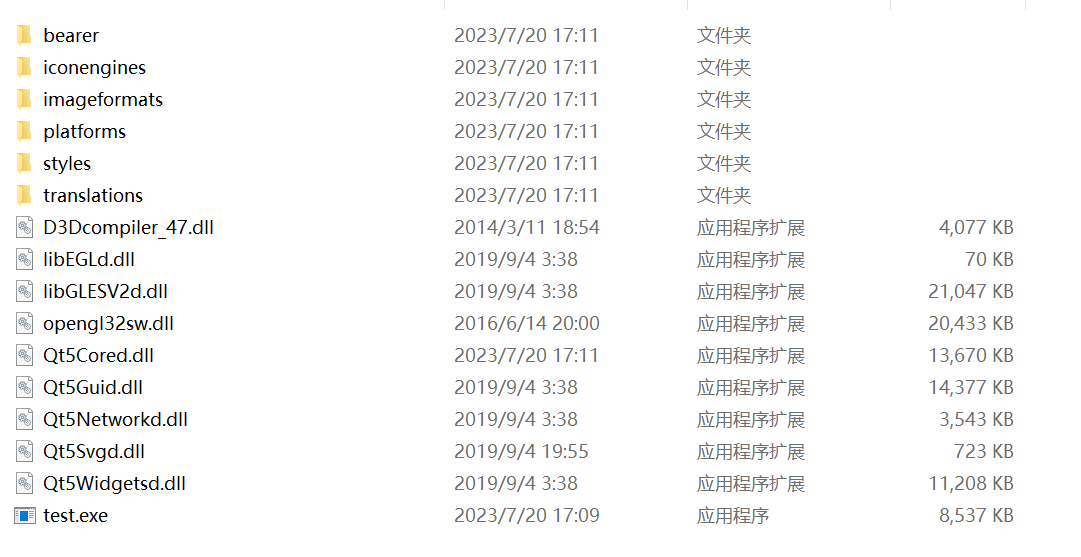 bearer 2023/7/20 17:11 文件夹
iconengines 2023/7/20 17:11 文件夹
imageformats 2023/7/20 17:11 文件夹
platforms 2023/7/20 17:11 文件夹
styles 2023/7/20 17:11 文件夹
translations 2023/7/20 17:11 文件夹
D3Dcompiler_47.dll 2014/3/11 18:54 应用程序扩展 4,077 KB
libEGLd.dll 2019/9/4 3:38 应用程序扩展 70 KB
libGLESV2d.dll 2019/9/4 3:38 应用程序扩展 21,047 KB
opengl32sw.dll 2016/6/14 20:00 应用程序扩展 20,433 KB
Qt5Cored.dll 2023/7/20 17:11 应用程序扩展 13,670 KB
Qt5Guid.dll 2019/9/4 3:38 应用程序扩展 14,377 KB
Qt5Networkd.dll 2019/9/4 3:38 应用程序扩展 3,543 KB
Qt5Svgd.dll 2019/9/4 19:55 应用程序扩展 723 KB
Qt5Widgetsd.dll 2019/9/4 3:38 应用程序扩展 11,208 KB
test.exe 2023/7/20 17:09 应用程序 8,537 KB